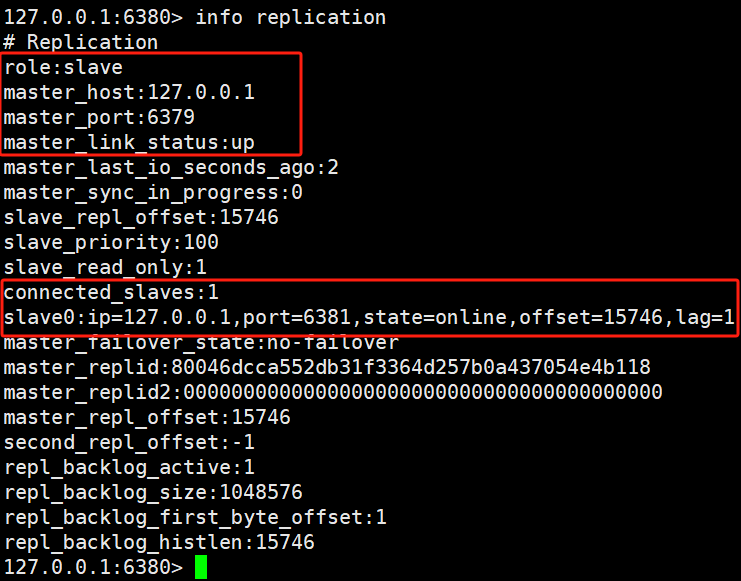 127.0.0.1:6380> info replication
# Replication
role:slave
master_host:127.0.0.1
master_port:6379
master_link_status:up
master_last_io_seconds_ago:2
master_sync_in_progress:0
slave_repl_offset:15746
slave_priority:100
slave_read_only:1
connected_slaves:1
slave0:ip=127.0.0.1,port=6381,state=online,offset=15746,lag=1
master_failover_state:no-failover
master_replid:80046dcca552db31f3364d257b0a437054e4b118
master_replid2:0000000000000000000000000000000000000000
master_repl_offset:15746
second_repl_offset:-1
repl_backlog_active:1
repl_backlog_size:1048576
repl_backlog_first_byte_offset:1
repl_backlog_histlen:15746
127.0.0.1:6380>